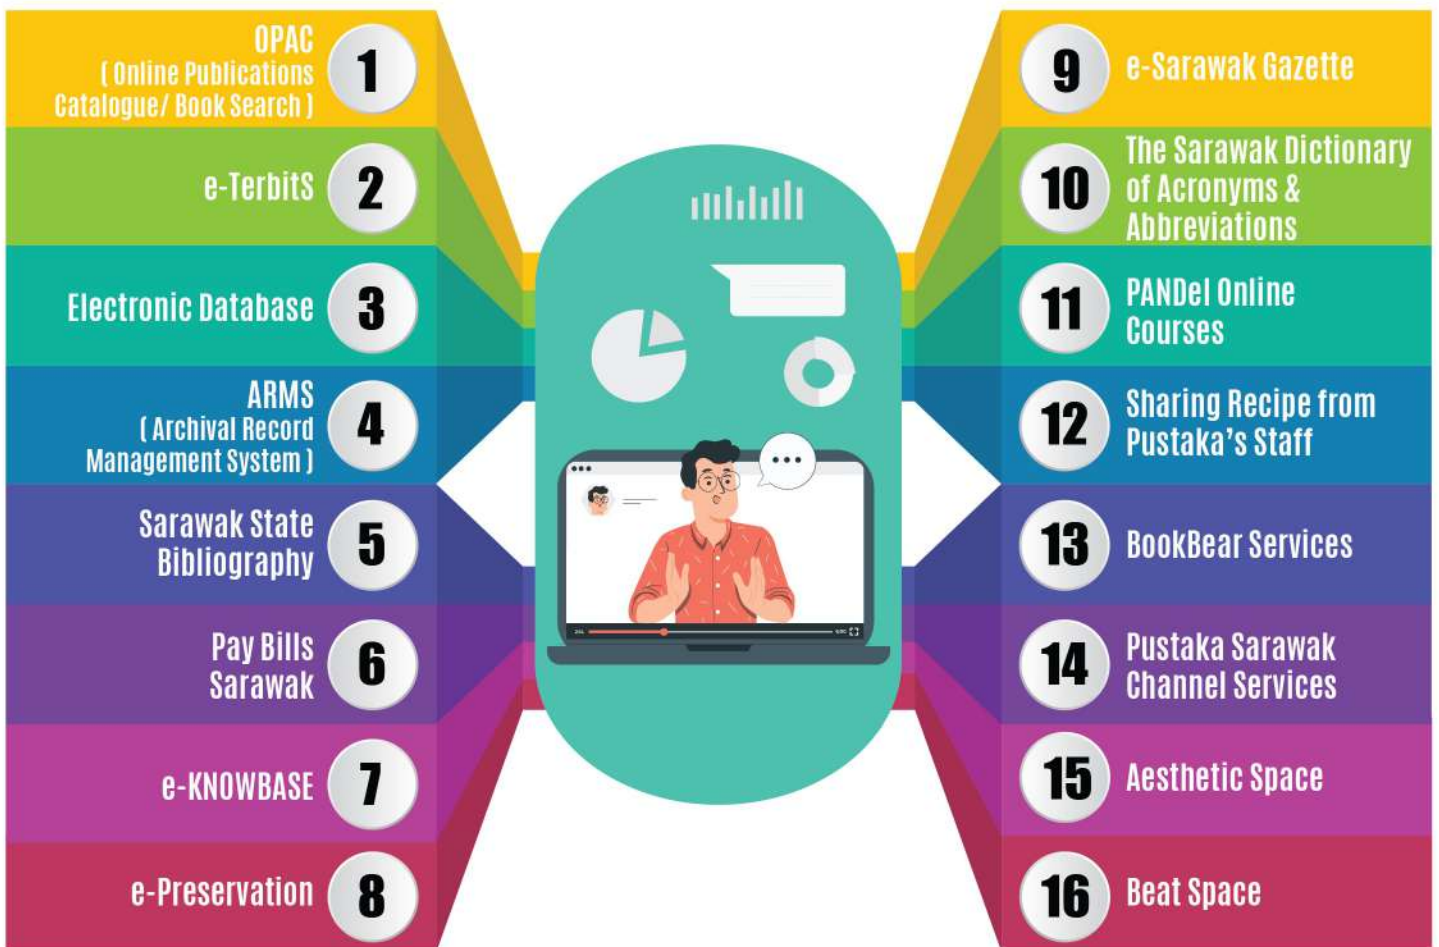 OPAC
( Online Publications
Catalogue/ Book Search )
1
e-TerbitS
2
Electronic Database
3
ARMS
( Archival Record
Management System )
4
Sarawak State
Bibliography
5
Pay Bills
Sarawak
6
e-KNOWBASE
7
e-Preservation
8
9
e-Sarawak Gazette
10
The Sarawak Dictionary
of Acronyms &
Abbreviations
11
PANDel Online
Courses
12
Sharing Recipe from
Pustaka's Staff
13
BookBear Services
14
Pustaka Sarawak
Channel Services
15
Aesthetic Space
16
Beat Space